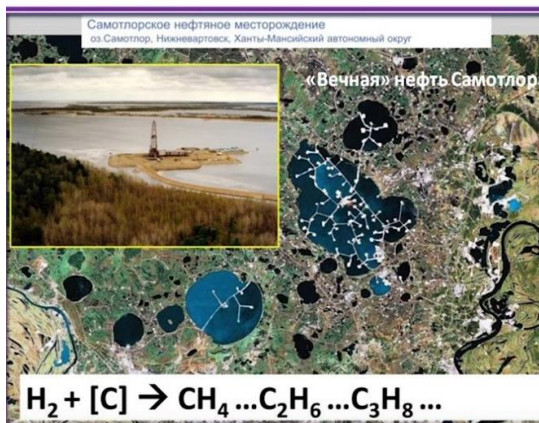 Самотлорское нефтяное месторождение
оз.Самотлор, Нижневартовск, Ханты-Мансийский автономный округ
«Вечная» нефть Самотлор
H₂ + [C] → CH₄ ...C₂H₆ ...C₃H₈ ...